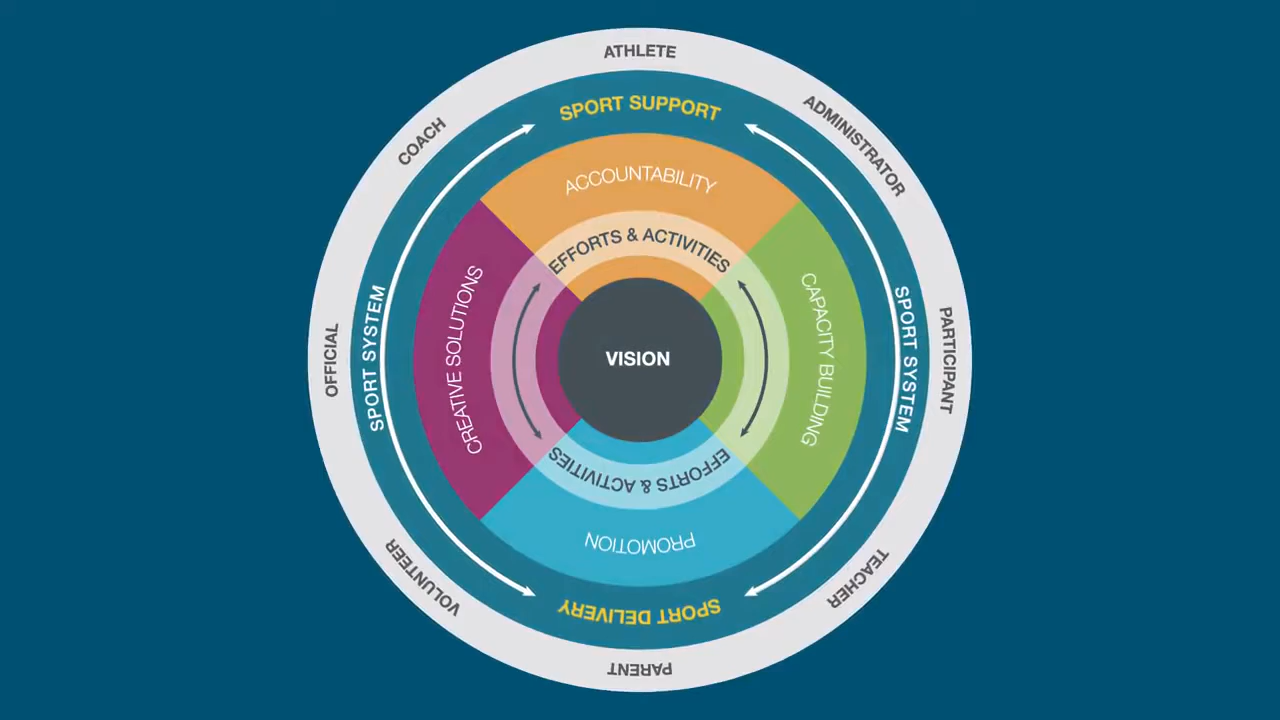 ATHLETE
ADMINISTRATOR
PARTICIPANT
TEACHER
PARENT
VOLUNTEER
OFFICIAL
COACH
SPORT SUPPORT
SPORT SYSTEM
SPORT DELIVERY
SPORT SYSTEM
ACCOUNTABILITY
CAPACITY BUILDING
PROMOTION
CREATIVE SOLUTIONS
EFFORTS & ACTIVITIES
EFFORTS & ACTIVITIES
VISION